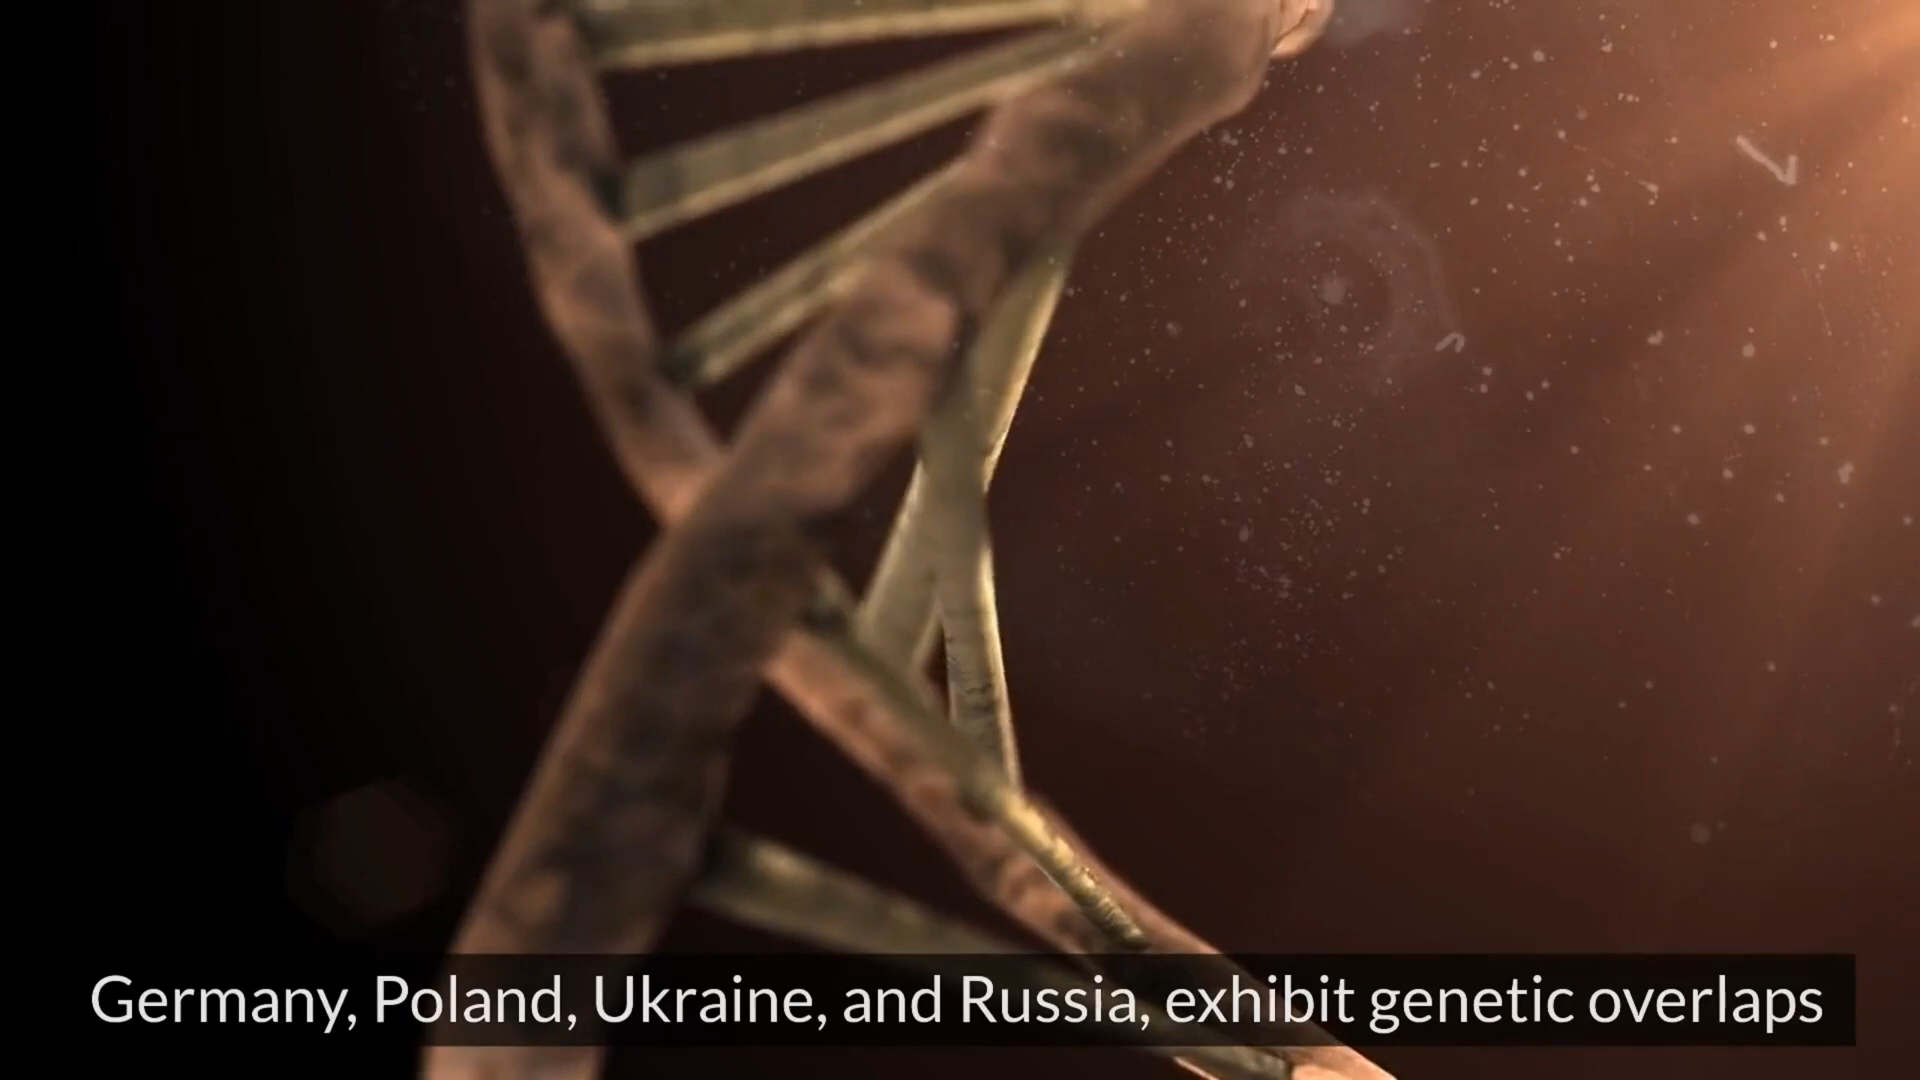 Germany, Poland, Ukraine, and Russia, exhibit genetic overlaps